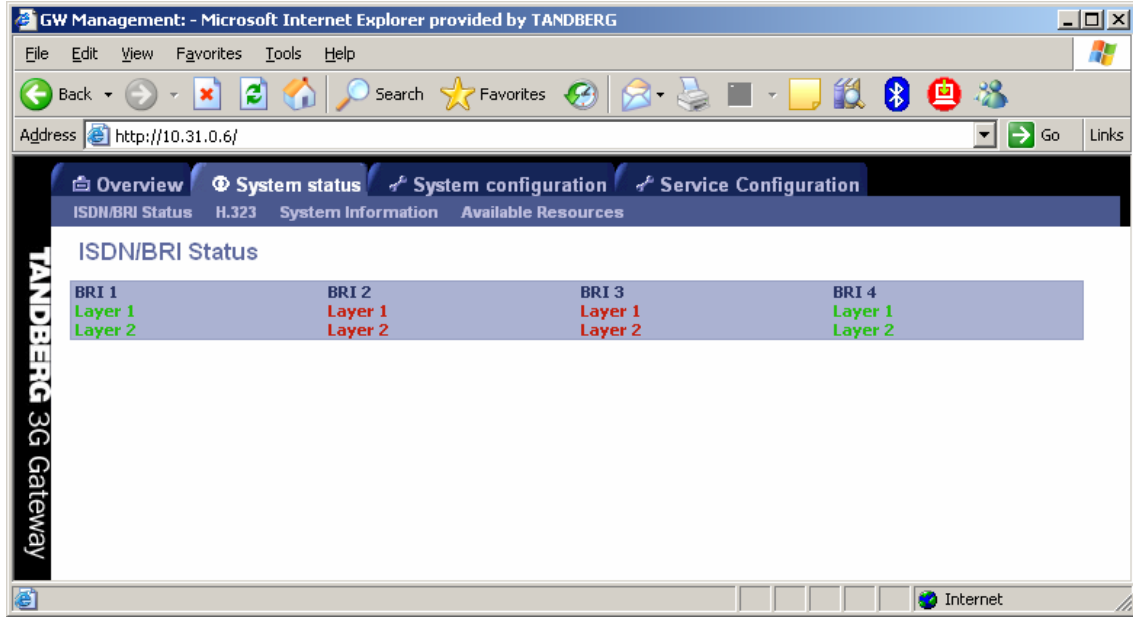 GW Management: - Microsoft Internet Explorer provided by TANDBERG
File Edit View Favorites Tools Help
Back Search Favorites
Address http://10.31.0.6/ Go Links
Overview System status System configuration Service Configuration
ISDN/BRI Status H.323 System Information Available Resources
TANDBERG 3G Gateway
ISDN/BRI Status
BRI 1 BRI 2 BRI 3 BRI 4
Layer 1 Layer 1 Layer 1 Layer 1
Layer 2 Layer 2 Layer 2 Layer 2
Internet